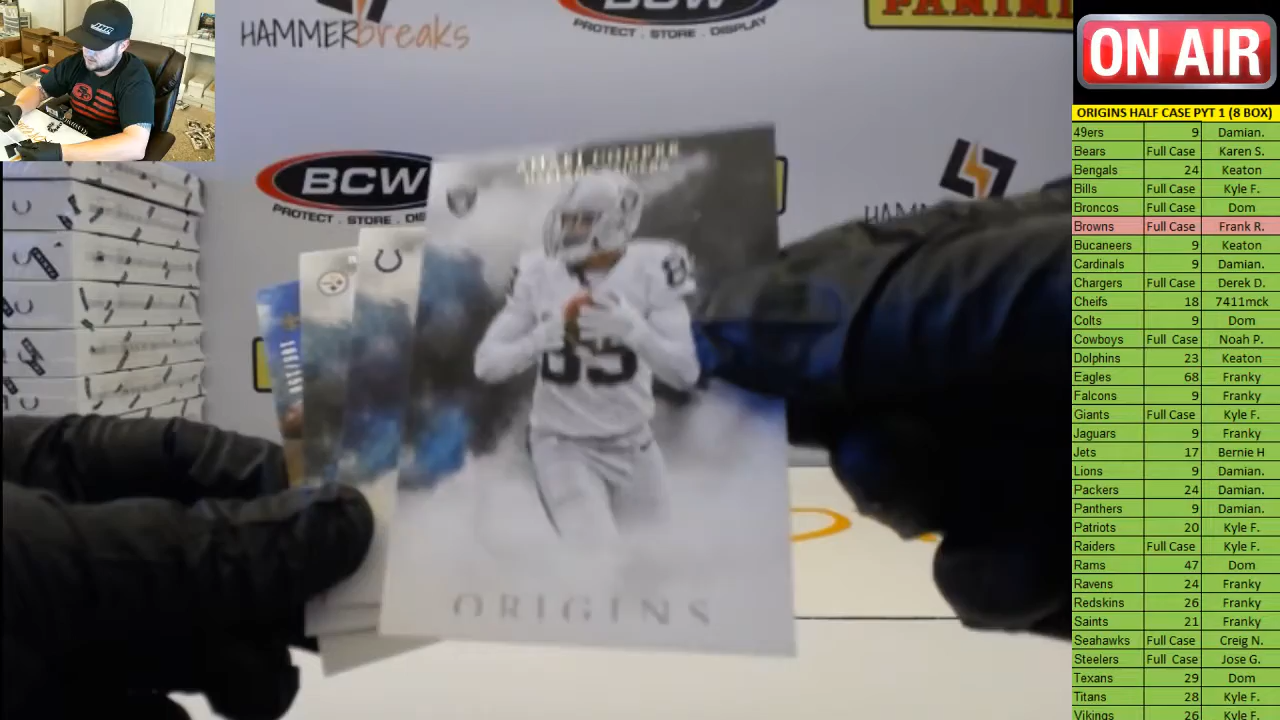 HAMMERbreaks
BCW
PROTECT . STORE . DISPLAY
PANINI
BCW
PROTECT . STORE . DIS
ORIGINS
ON AIR
ORIGINS HALF CASE PYT 1 (8 BOX)
49ers 9 Damian.
Bears Full Case Karen S.
Bengals 24 Keaton
Bills Full Case Kyle F.
Broncos Full Case Dom
Browns Full Case Frank R.
Bucaneers 9 Keaton
Cardinals 9 Damian.
Chargers Full Case Derek D.
Cheifs 18 7411mck
Colts 9 Dom
Cowboys Full Case Noah P.
Dolphins 23 Keaton
Eagles 68 Franky
Falcons 9 Franky
Giants Full Case Kyle F.
Jaguars 9 Franky
Jets 17 Bernie H
Lions 9 Damian.
Packers 24 Damian.
Panthers 9 Damian.
Patriots 20 Kyle F.
Raiders Full Case Kyle F.
Rams 47 Dom
Ravens 24 Franky
Redskins 26 Franky
Saints 21 Franky
Seahawks Full Case Creig N.
Steelers Full Case Jose G.
Texans 29 Dom
Titans 28 Kyle F.
Vikings 26 Kyle F.